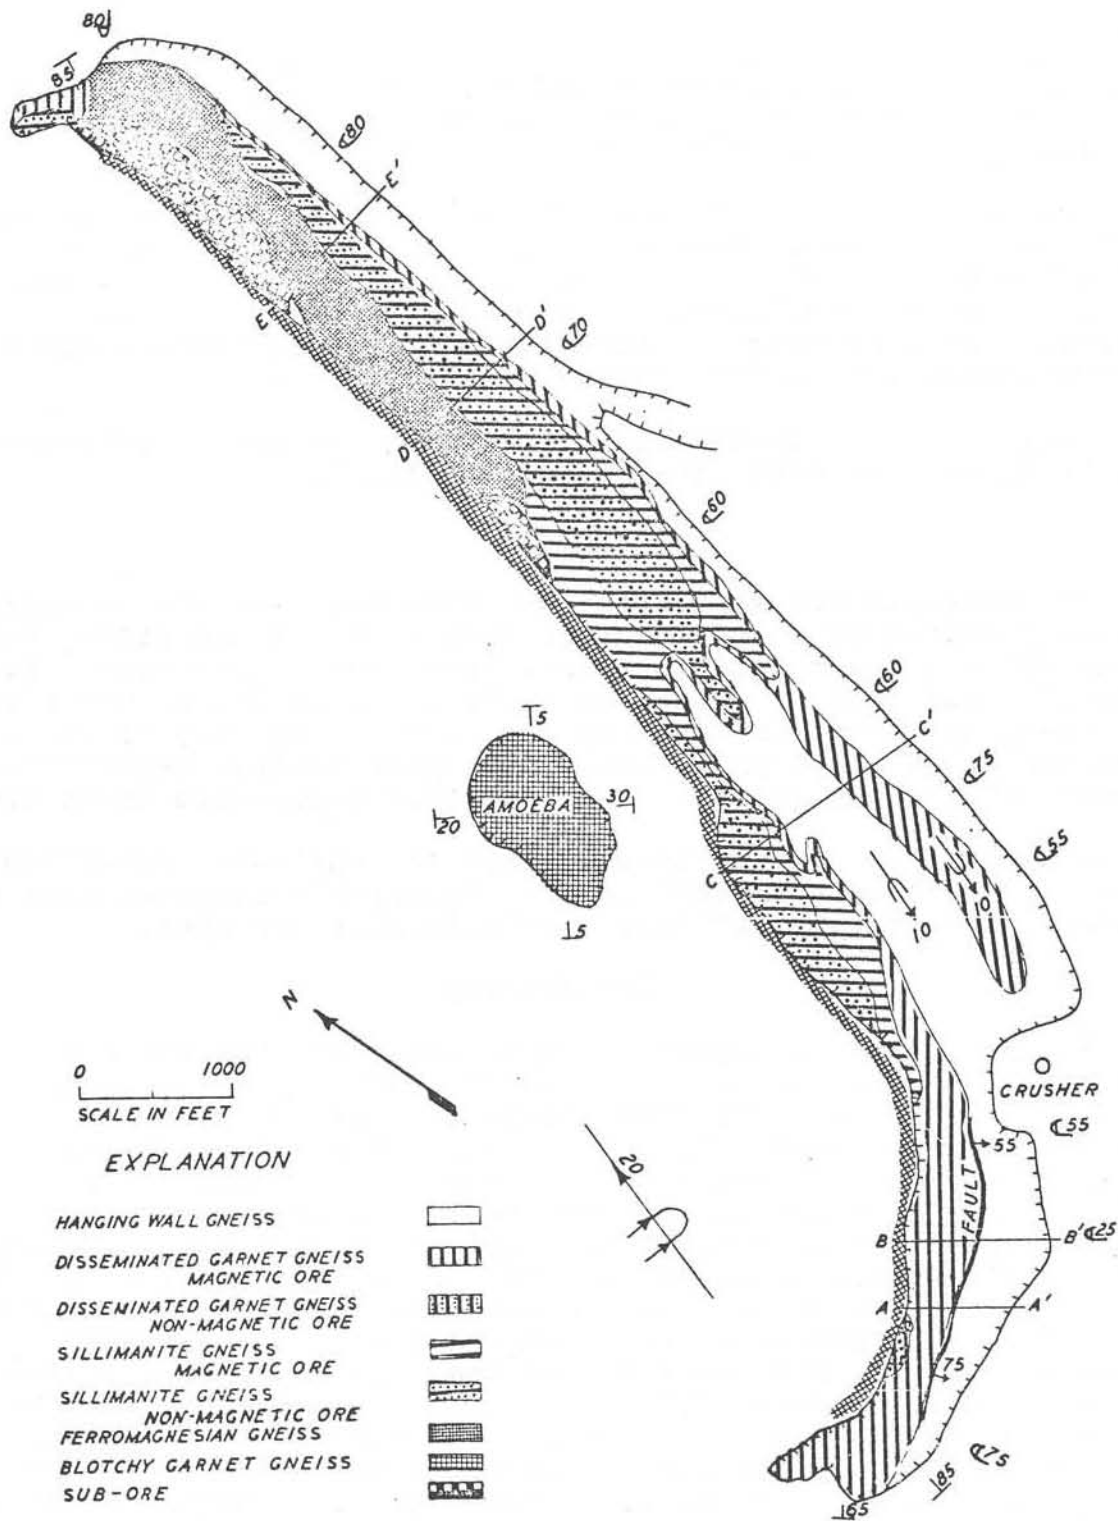 80
85
80
E'
D'
70
E
D
60
60
C'
75
T5
AMOEBA
30
20
C
55
10
10
15
N
0 1000
SCALE IN FEET
CRUSHER
55
55
FAULT
20
B
B'
25
A
A'
75
75
85
65
EXPLANATION
HANGING WALL GNEISS
DISSEMINATED GARNET GNEISS
MAGNETIC ORE
DISSEMINATED GARNET GNEISS
NON-MAGNETIC ORE
SILLIMANITE GNEISS
MAGNETIC ORE
SILLIMANITE GNEISS
NON-MAGNETIC ORE
FERROMAGNESIAN GNEISS
BLOTCHY GARNET GNEISS
SUB-ORE